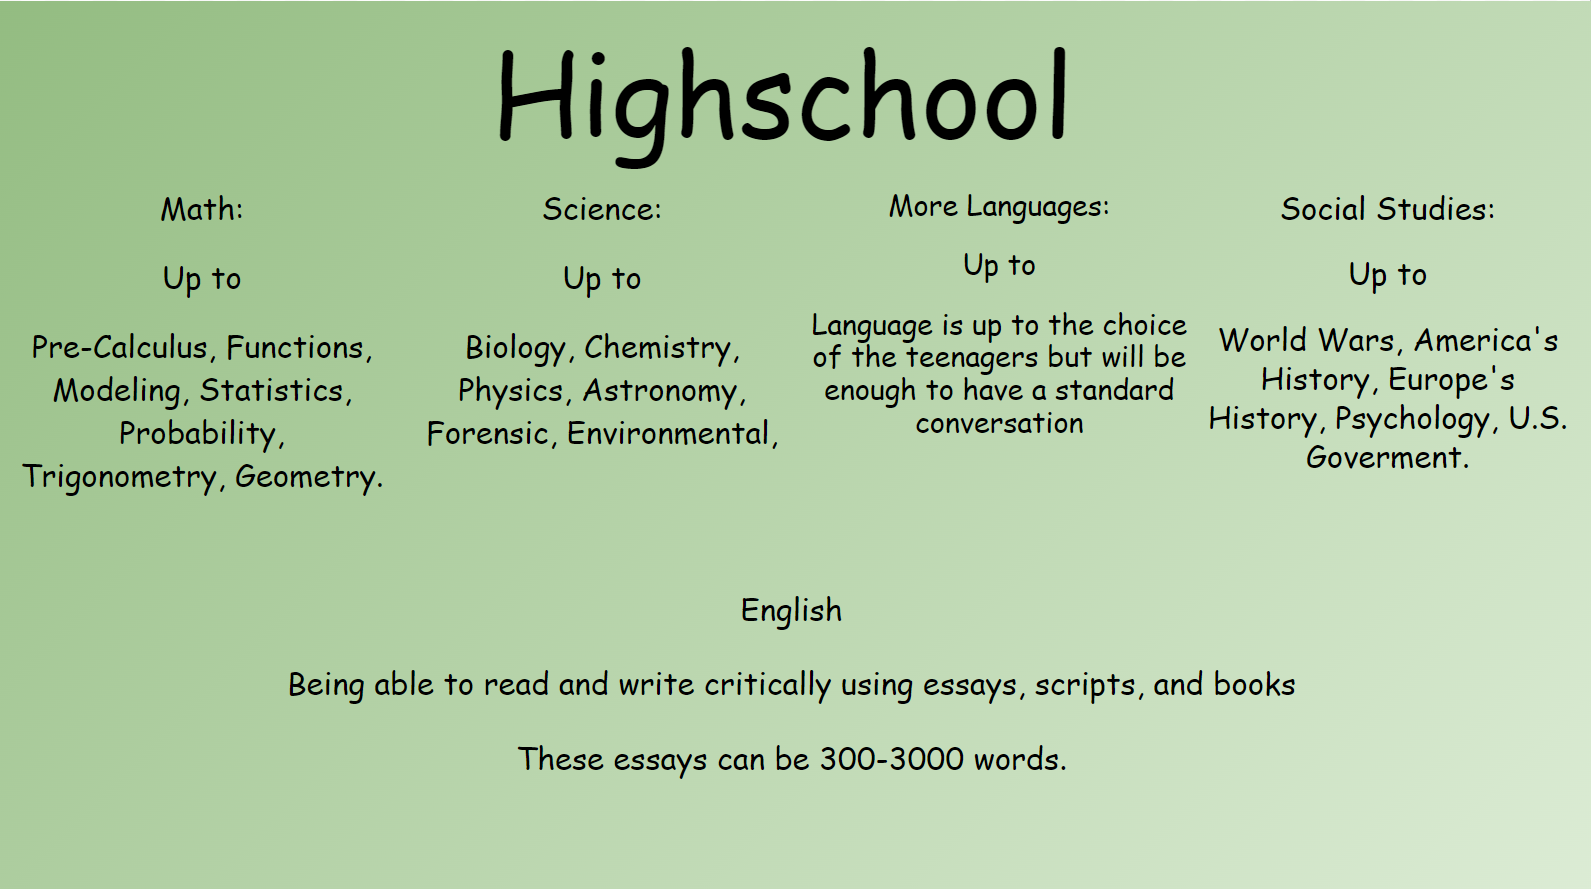 Highschool
Math:
Up to
Pre-Calculus, Functions,
Modeling, Statistics,
Probability,
Trigonometry, Geometry.
Science:
Up to
Biology, Chemistry,
Physics, Astronomy,
Forensic, Environmental,
More Languages:
Up to
Language is up to the choice
of the teenagers but will be
enough to have a standard
conversation
Social Studies:
Up to
World Wars, America's
History, Europe's
History, Psychology, U.S.
Goverment.
English
Being able to read and write critically using essays, scripts, and books
These essays can be 300-3000 words.